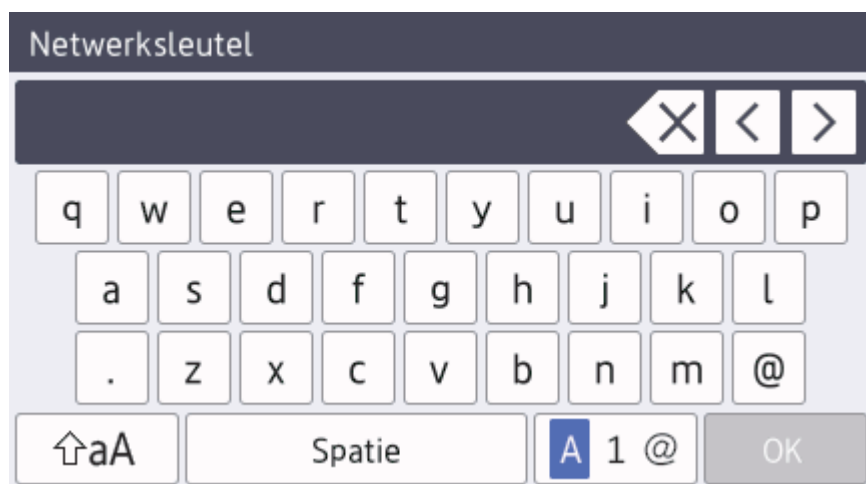 Netwerksleutel
q w e r t y u i o p
a s d f g h j k l
. z x c v b n m @
aA Spatie A 1 @ OK